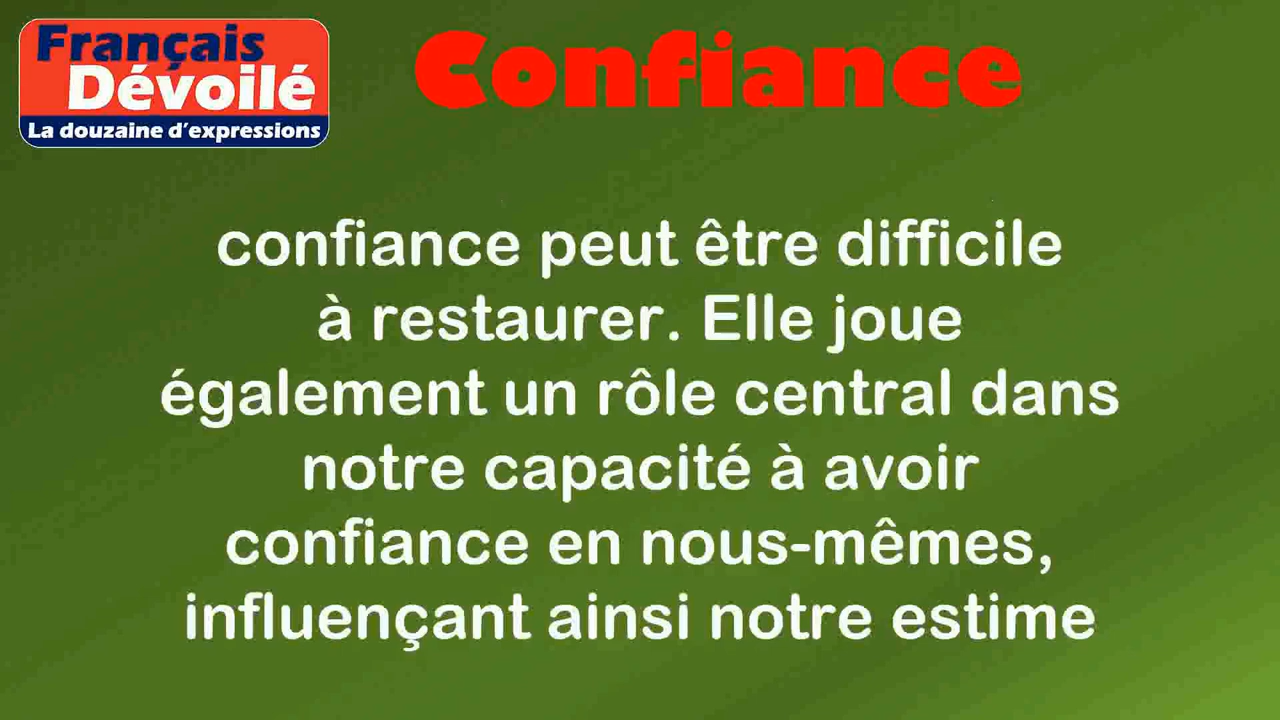 Français
Dévoilé
La douzaine d'expressions
Confiance
confiance peut être difficile
à restaurer. Elle joue
également un rôle central dans
notre capacité à avoir
confiance en nous-mêmes,
influençant ainsi notre estime